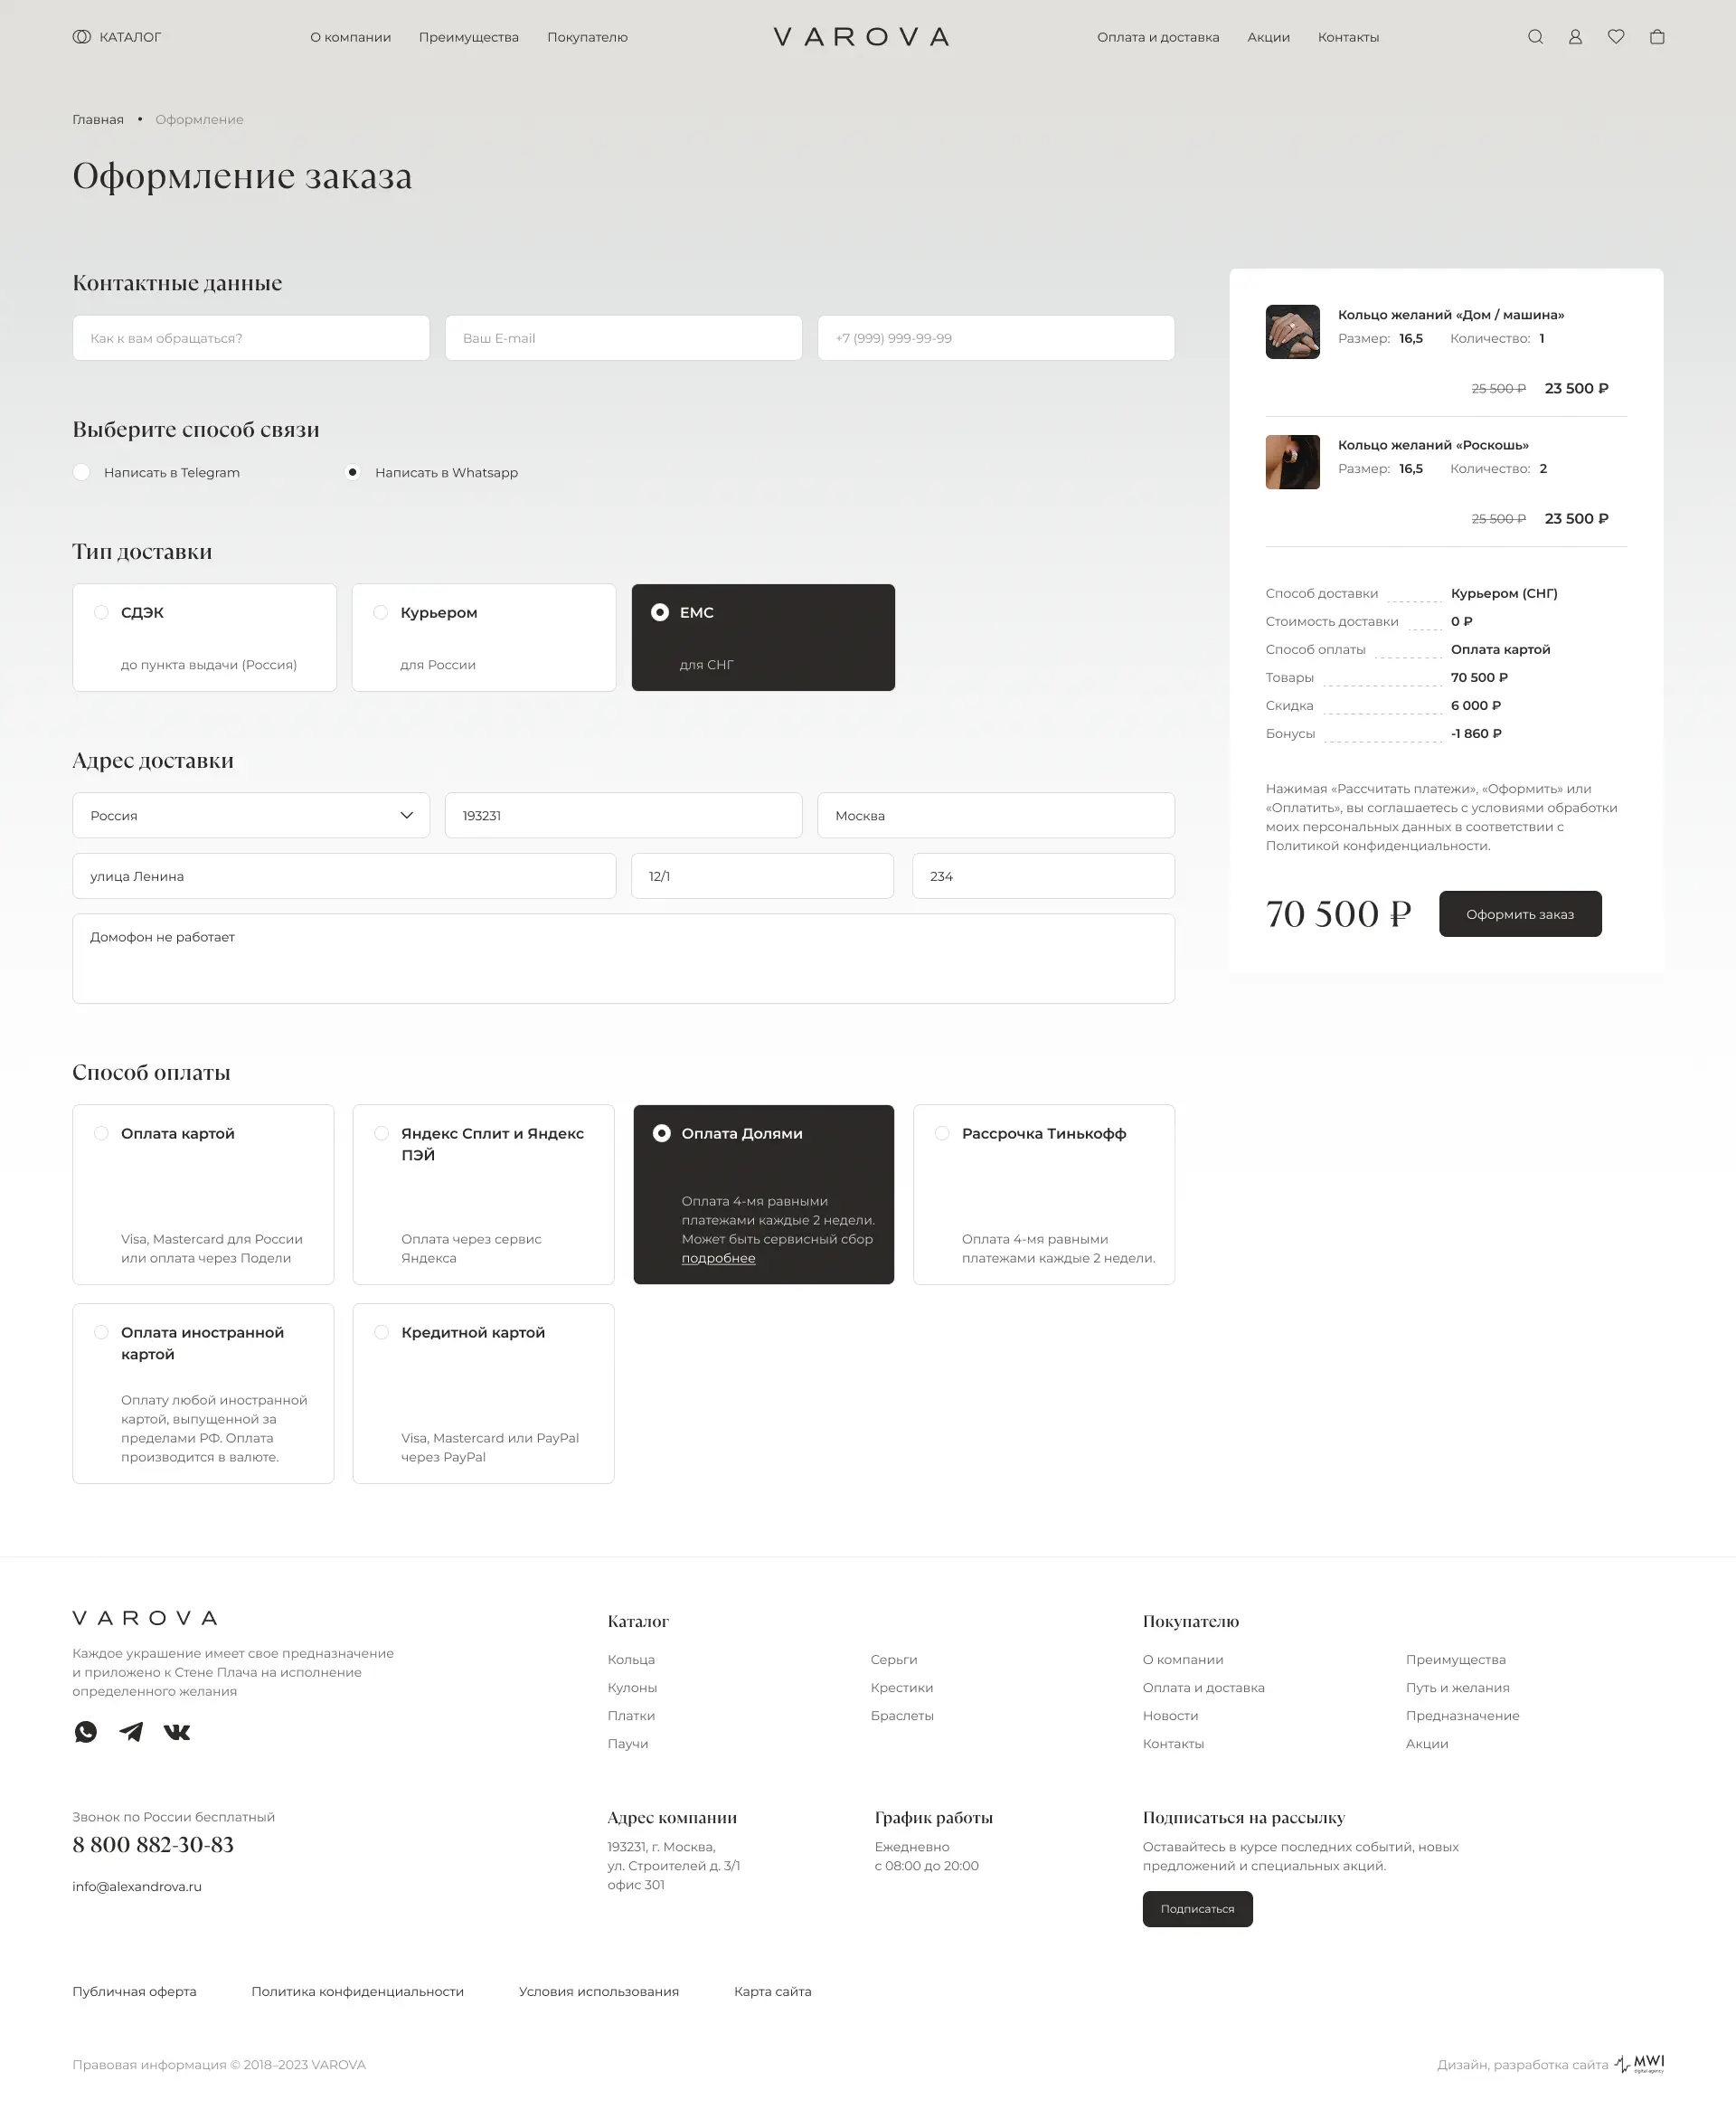 КАТАЛОГ
О компании
Преимущества
Покупателю
VAROVA
Оплата и доставка
Акции
Контакты
Главная • Оформление
Оформление заказа
Контактные данные
Как к вам обращаться?
Ваш E-mail
+7 (999) 999-99-99
Выберите способ связи
Написать в Telegram
Написать в Whatsapp
Тип доставки
СДЭК
до пункта выдачи (Россия)
Курьером
для России
ЕМС
для СНГ
Адрес доставки
Россия
193231
Москва
улица Ленина
12/1
234
Домофон не работает
Способ оплаты
Оплата картой
Visa, Mastercard для России
или оплата через Подели
Яндекс Сплит и Яндекс
ПЭЙ
Оплата через сервис
Яндекса
Оплата Долями
Оплата 4-мя равными
платежами каждые 2 недели.
Может быть сервисный сбор
подробнее
Рассрочка Тинькофф
Оплата 4-мя равными
платежами каждые 2 недели.
Оплата иностранной
картой
Оплату любой иностранной
картой, выпущенной за
пределами РФ. Оплата
производится в валюте.
Кредитной картой
Visa, Mastercard или PayPal
через PayPal
Кольцо желаний «Дом / машина»
Размер: 16,5 Количество: 1
25 500 ₽ 23 500 ₽
Кольцо желаний «Роскошь»
Размер: 16,5 Количество: 2
25 500 ₽ 23 500 ₽
Способ доставки Курьером (СНГ)
Стоимость доставки 0 ₽
Способ оплаты Оплата картой
Товары 70 500 ₽
Скидка 6 000 ₽
Бонусы -1 860 ₽
Нажимая «Рассчитать платежи», «Оформить» или
«Оплатить», вы соглашаетесь с условиями обработки
моих персональных данных в соответствии с
Политикой конфиденциальности.
70 500 ₽
Оформить заказ
VAROVA
Каждое украшение имеет свое предназначение
и приложено к Стене Плача на исполнение
определенного желания
Каталог
Кольца
Кулоны
Платки
Паучи
Серьги
Крестики
Браслеты
Покупателю
О компании
Оплата и доставка
Новости
Контакты
Преимущества
Путь и желания
Предназначение
Акции
Звонок по России бесплатный
8 800 882-30-83
info@alexandrova.ru
Адрес компании
193231, г. Москва,
ул. Строителей д. 3/1
офис 301
График работы
Ежедневно
с 08:00 до 20:00
Подписаться на рассылку
Оставайтесь в курсе последних событий, новых
предложений и специальных акций.
Подписаться
Публичная оферта
Политика конфиденциальности
Условия использования
Карта сайта
Правовая информация © 2018–2023 VAROVA
Дизайн, разработка сайта MWI
digital agency